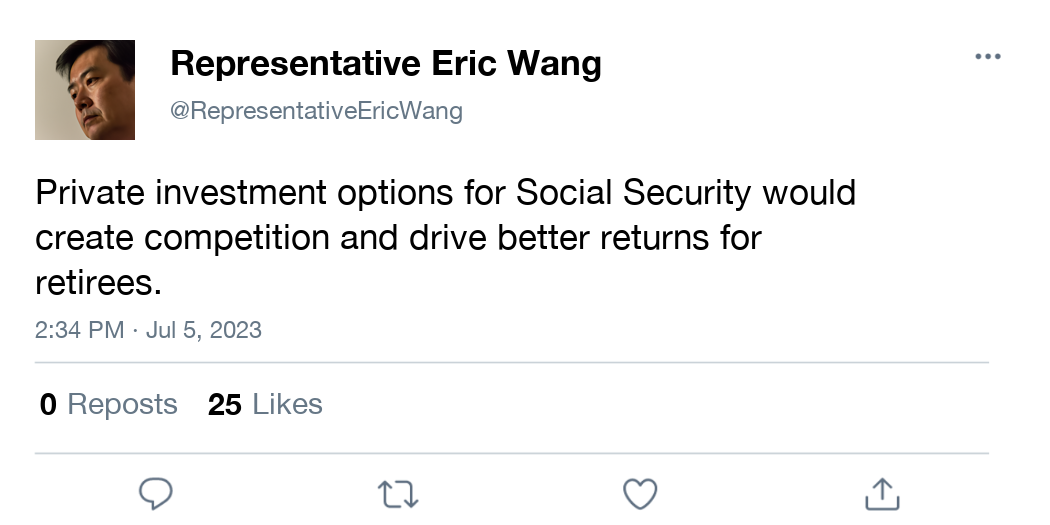 Representative Eric Wang
@RepresentativeEricWang
Private investment options for Social Security would
create competition and drive better returns for
retirees.
2:34 PM · Jul 5, 2023
0 Reposts 25 Likes